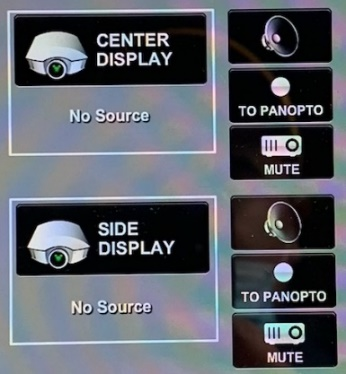 CENTER
DISPLAY
No Source
TO PANOPTO
MUTE
SIDE
DISPLAY
No Source
TO PANOPTO
MUTE